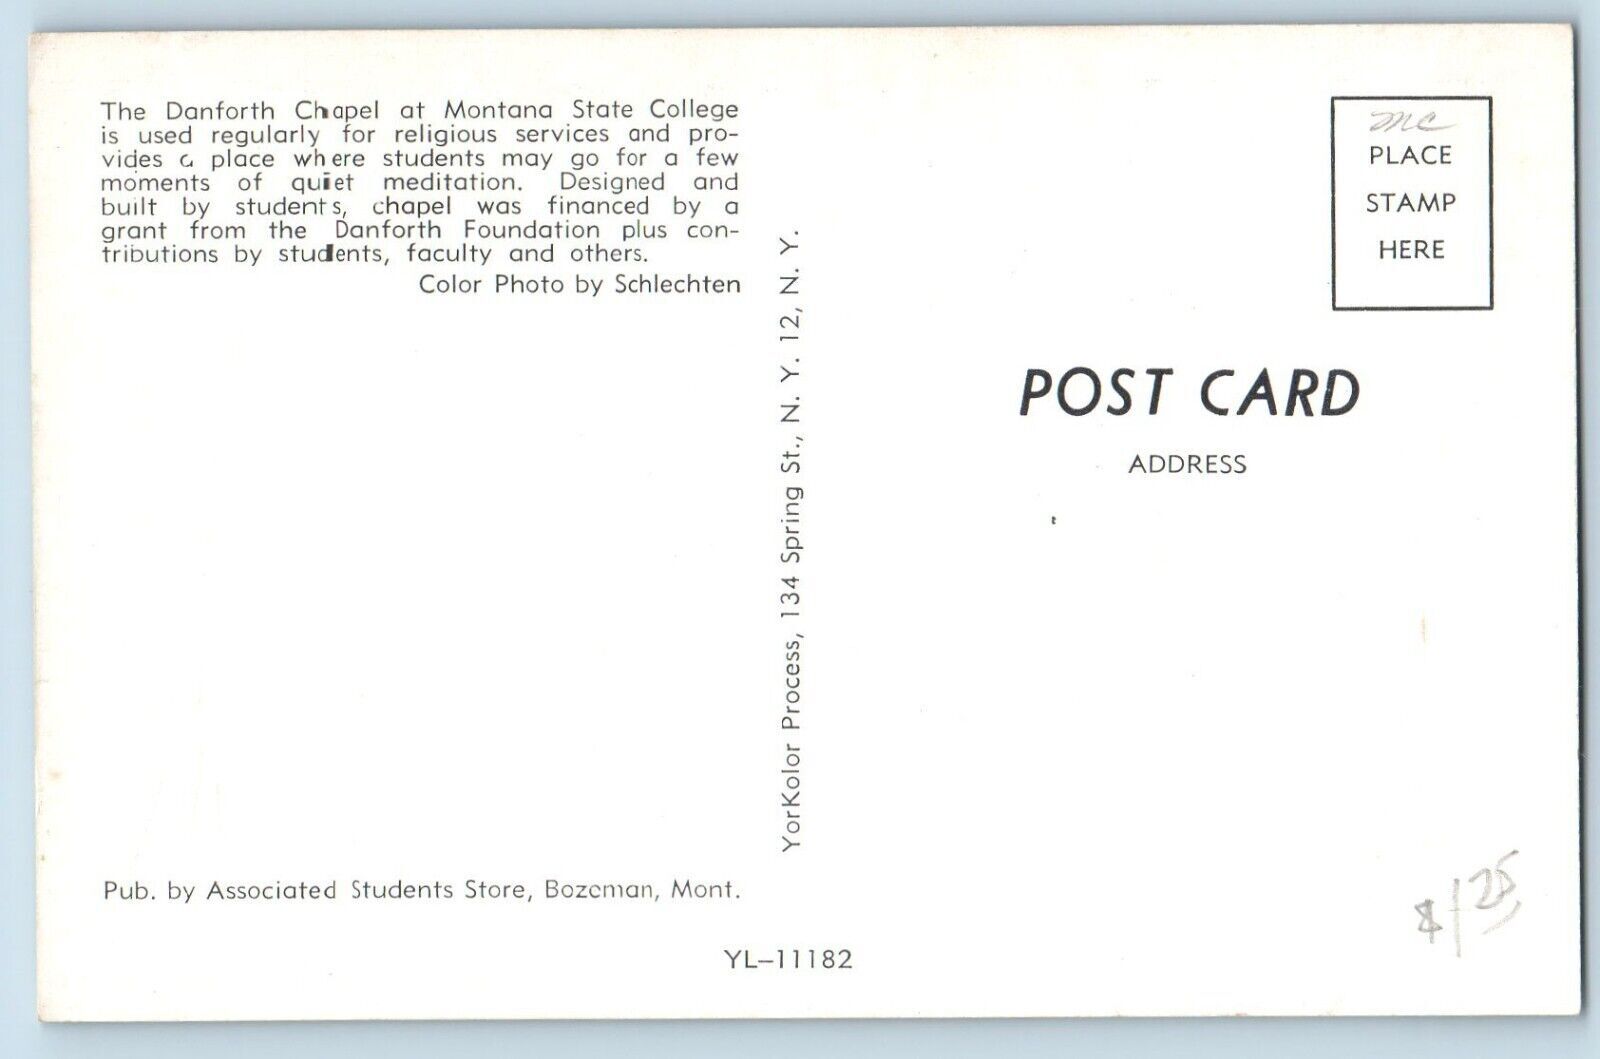 The Danforth Chapel at Montana State College
is used regularly for religious services and pro-
vides a place where students may go for a few
moments of quiet meditation. Designed and
built by students, chapel was financed by a
grant from the Danforth Foundation plus con-
tributions by students, faculty and others.
Color Photo by Schlechten
Pub. by Associated Students Store, Bozeman, Mont.
YorKolor Process, 134 Spring St., N. Y. 12, N. Y.
YL-11182
MC
PLACE
STAMP
HERE
POST CARD
ADDRESS
$1.25